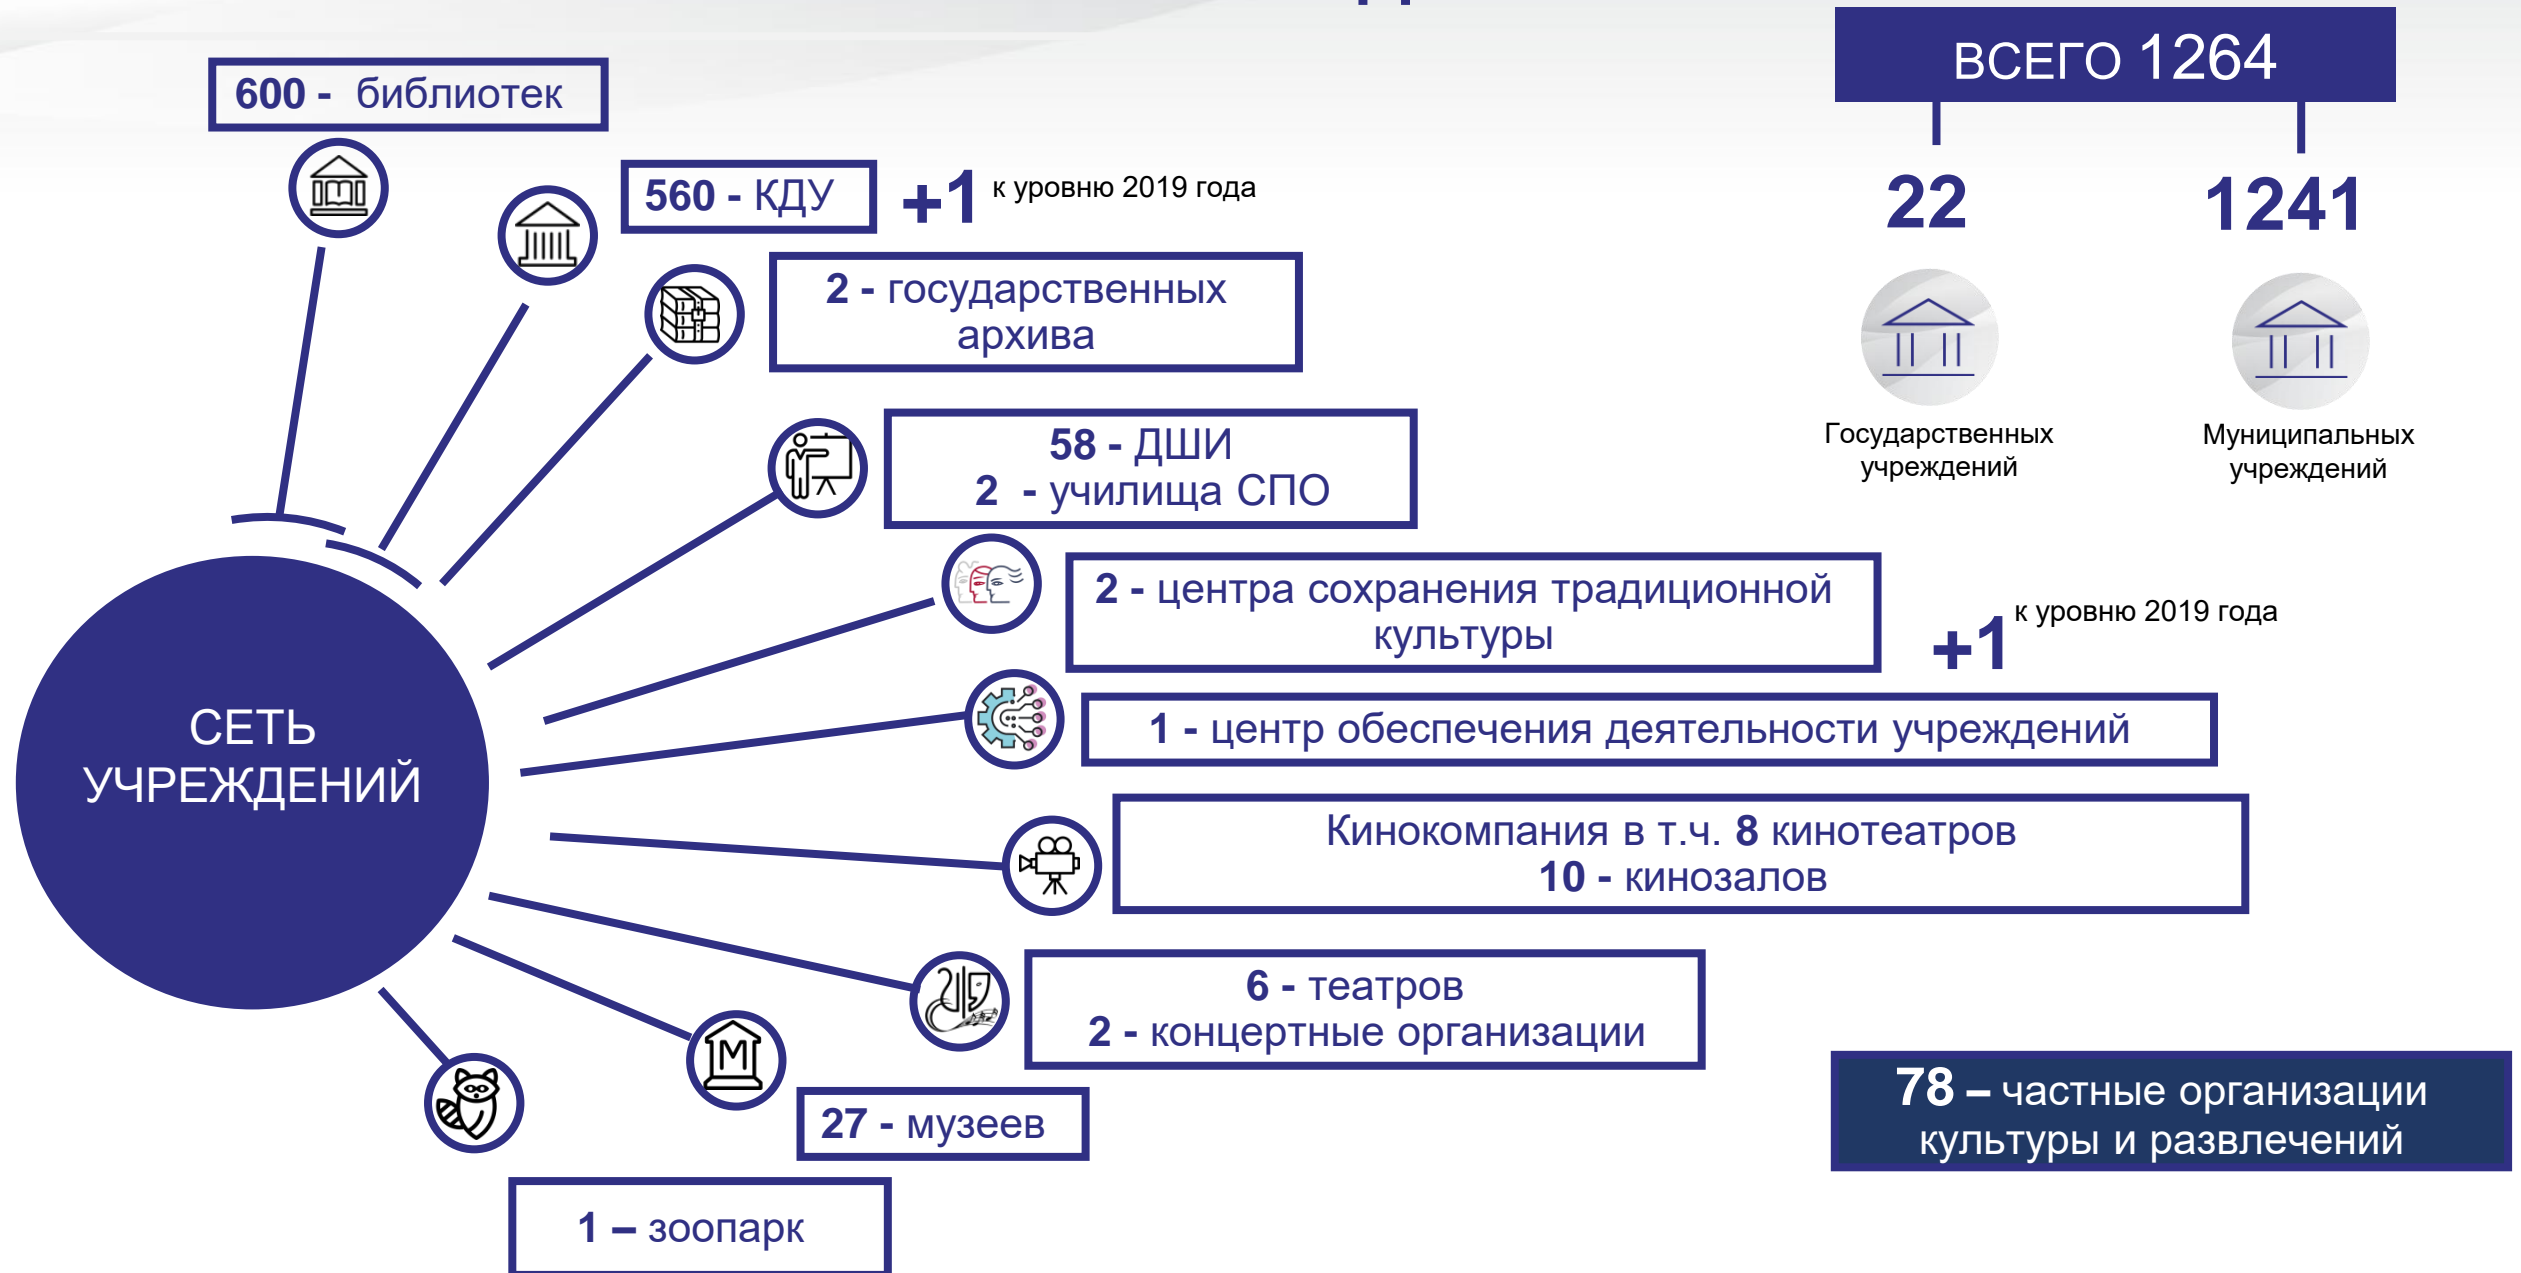 ВСЕГО 1264
22
1241
Государственных
учреждений
Муниципальных
учреждений
600 - библиотек
560 - КДУ
+1 к уровню 2019 года
2 - государственных
архива
58 - ДШИ
2 - училища СПО
2 - центра сохранения традиционной
культуры
+1 к уровню 2019 года
1 - центр обеспечения деятельности учреждений
СЕТЬ
УЧРЕЖДЕНИЙ
Кинокомпания в т.ч. 8 кинотеатров
10 - кинозалов
6 - театров
2 - концертные организации
М
27 - музеев
1 – зоопарк
78 – частные организации
культуры и развлечений